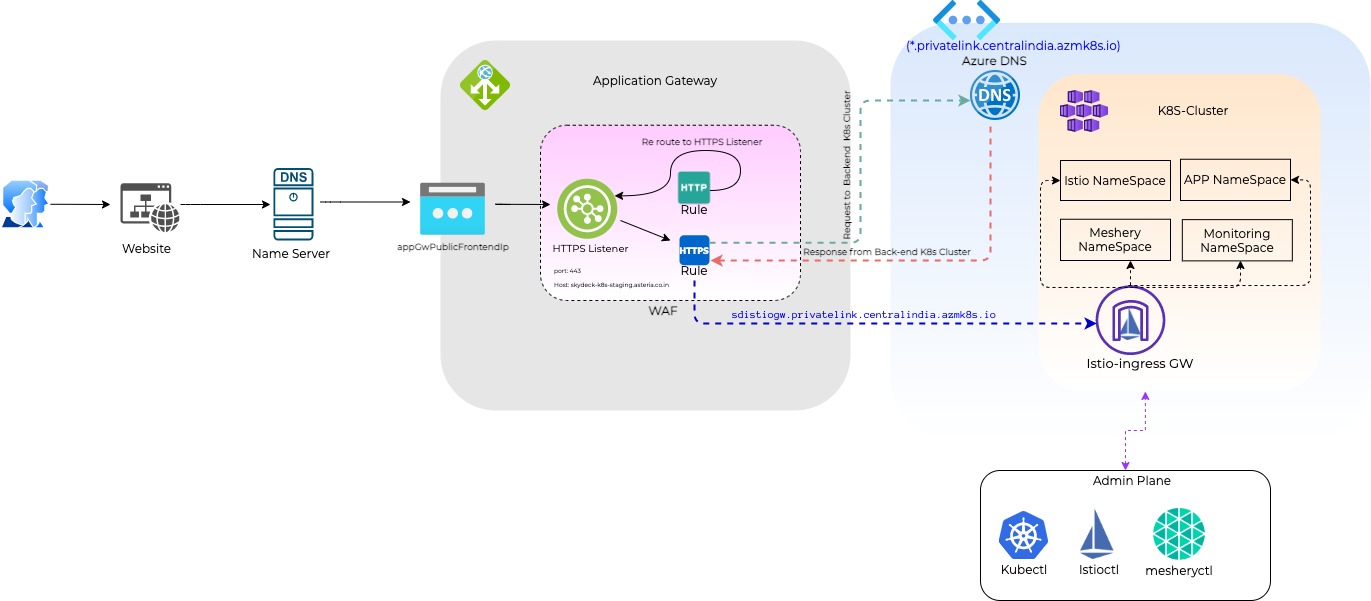 Website
DNS
Name Server
appGwPublicFrontendIp
Application Gateway
Re route to HTTPS Listener
HTTP
Rule
HTTPS Listener
port: 443
Host: skydeck-k8s-staging.asteria.co.in
HTTPS
Rule
WAF
Request to Backend K8s Cluster
Response from Back-end K8s Cluster
sdistiogw.privatelink.centralindia.azmk8s.io
(*.privatelink.centralindia.azmk8s.io)
Azure DNS
DNS
K8S-Cluster
Istio NameSpace
APP NameSpace
Meshery
NameSpace
Monitoring
NameSpace
Istio-ingress GW
Admin Plane
Kubectl
Istioctl
mesheryctl